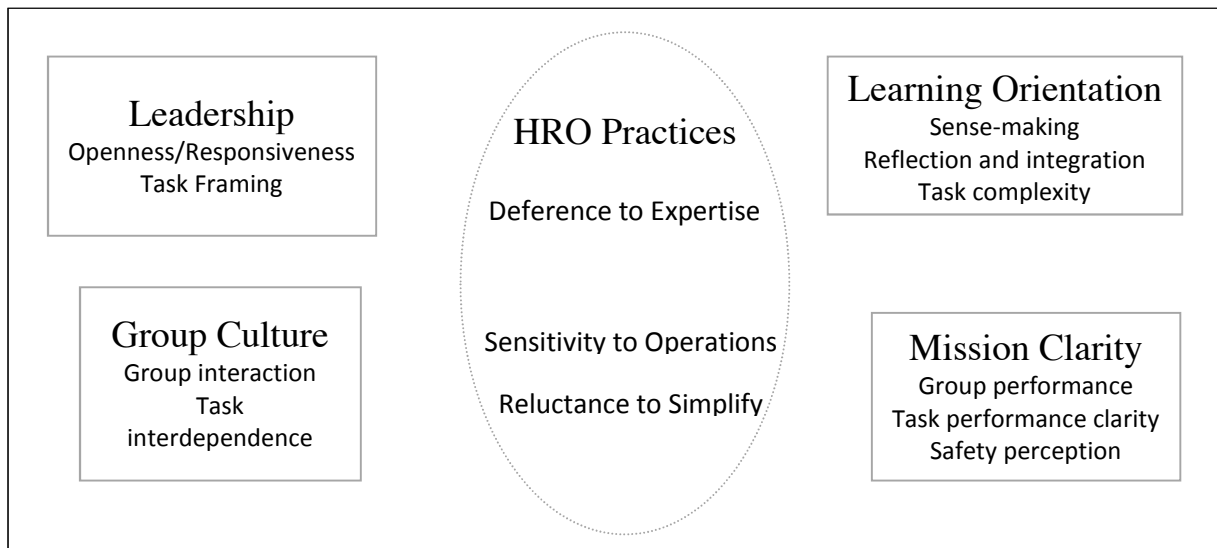 Leadership
Openness/Responsiveness
Task Framing
Group Culture
Group interaction
Task
interdependence
HRO Practices
Deference to Expertise
Sensitivity to Operations
Reluctance to Simplify
Learning Orientation
Sense-making
Reflection and integration
Task complexity
Mission Clarity
Group performance
Task performance clarity
Safety perception